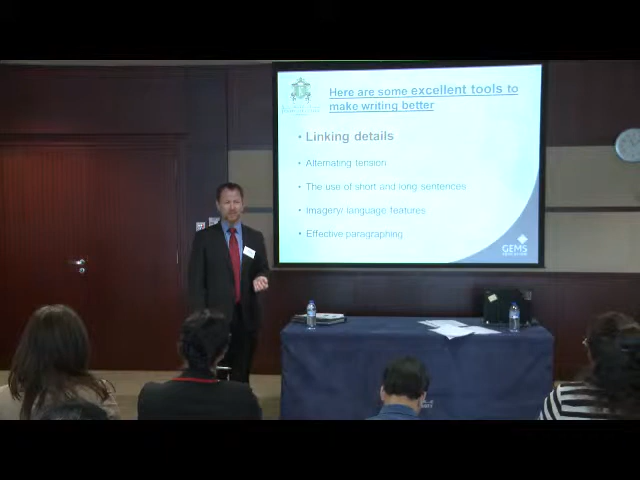 Here are some excellent tools to
make writing better
• Linking details
• Alternating tension
• The use of short and long sentences
• Imagery/ language features
• Effective paragraphing
GEMS